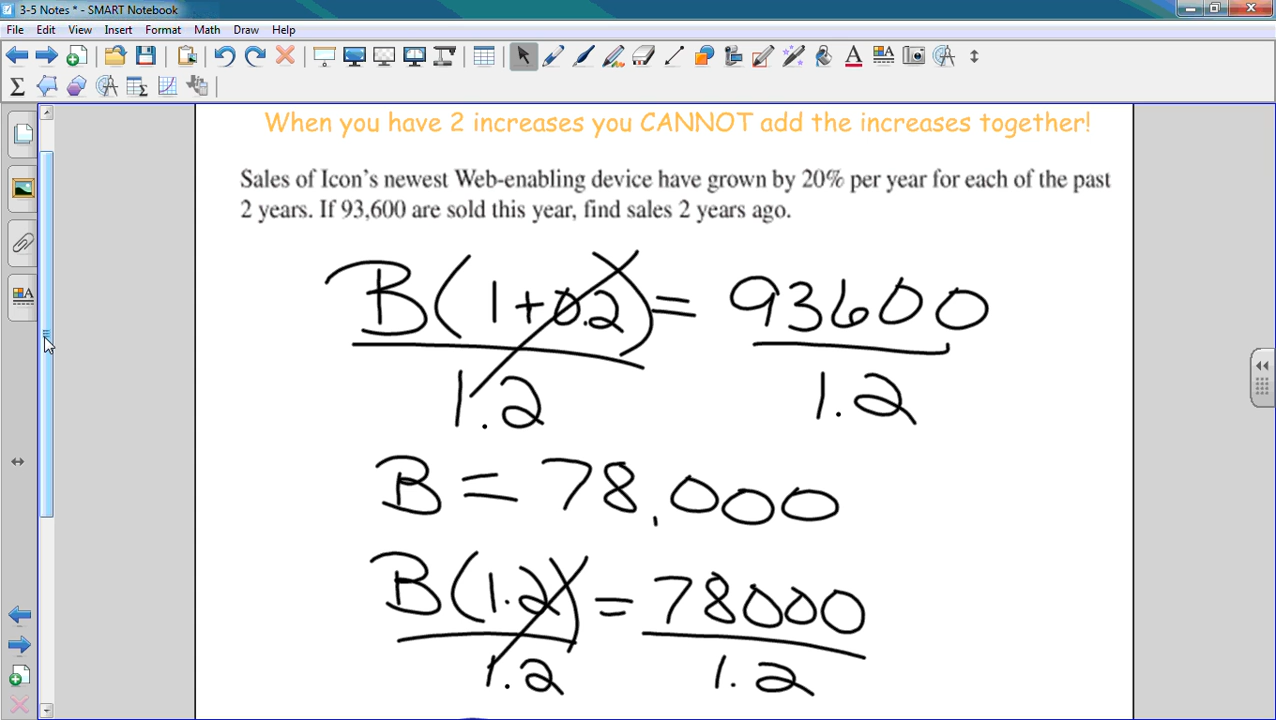 3-5 Notes * - SMART Notebook
File Edit View Insert Format Math Draw Help
When you have 2 increases you CANNOT add the increases together!
Sales of Icon's newest Web-enabling device have grown by 20% per year for each of the past
2 years. If 93,600 are sold this year, find sales 2 years ago.
B(1+0.2)= 93600
1.2 1.2
B = 78,000
B(1.2) = 78000
1.2 1.2